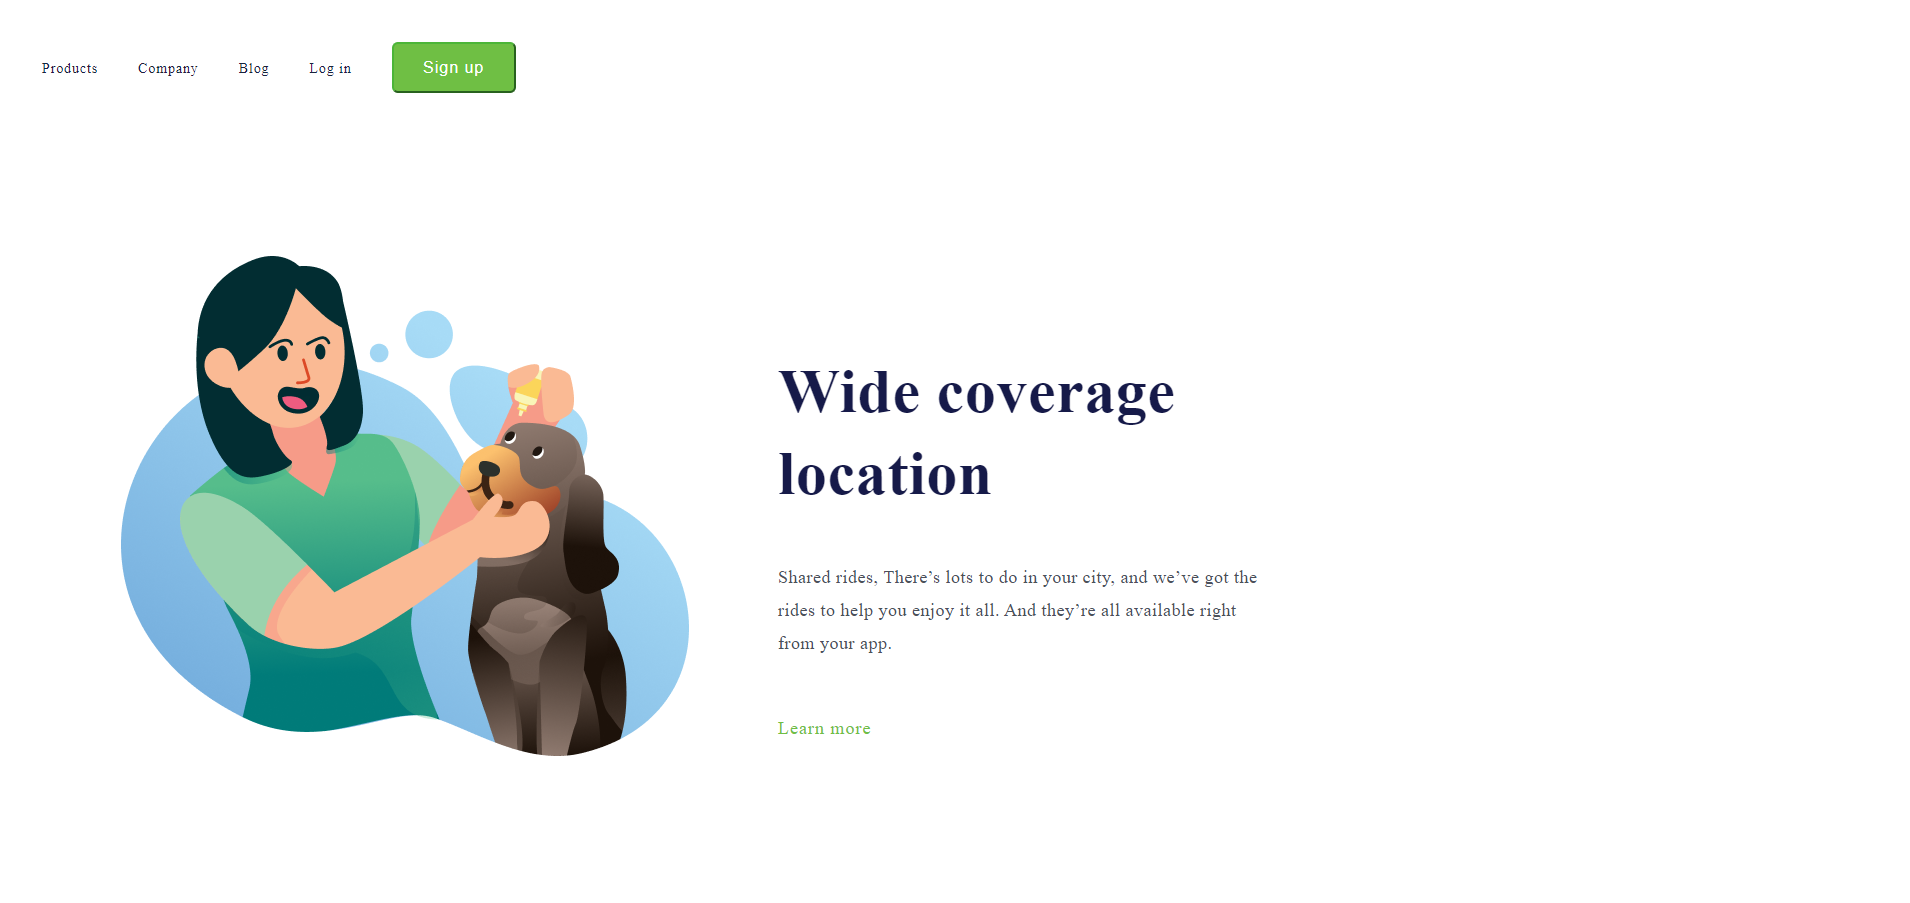 Products Company Blog Log in Sign up
Wide coverage
location
Shared rides, There’s lots to do in your city, and we’ve got the
rides to help you enjoy it all. And they’re all available right
from your app.
Learn more